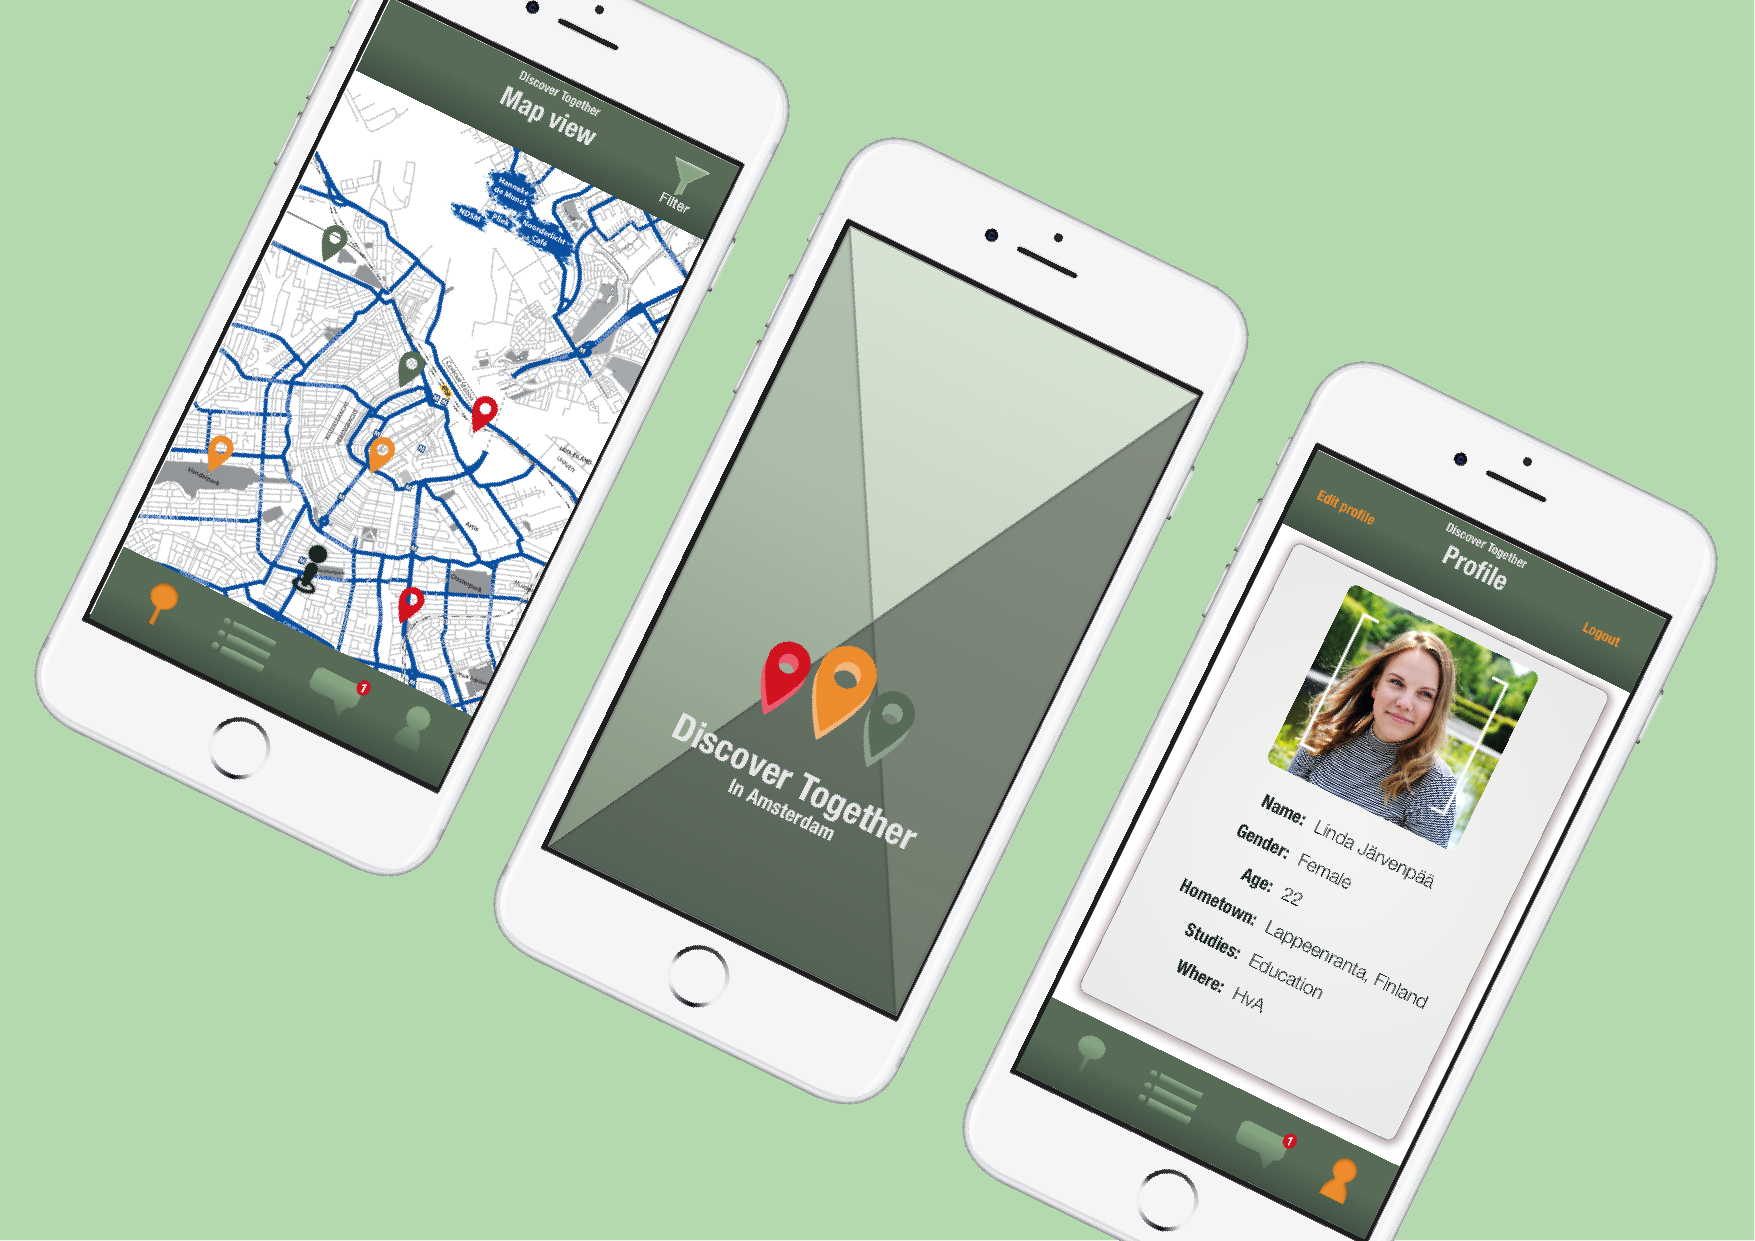 Discover Together
Map view
Filter
Hanneke
de Munck
NDSM
Pllek
Noorderlicht
Café
Vondelpark
Artis
Oosterpark
1
Discover Together
In Amsterdam
Edit profile
Discover Together
Profile
Logout
Name: Linda Järvenpää
Gender: Female
Age: 22
Hometown: Lappeenranta, Finland
Studies: Education
Where: HvA
1